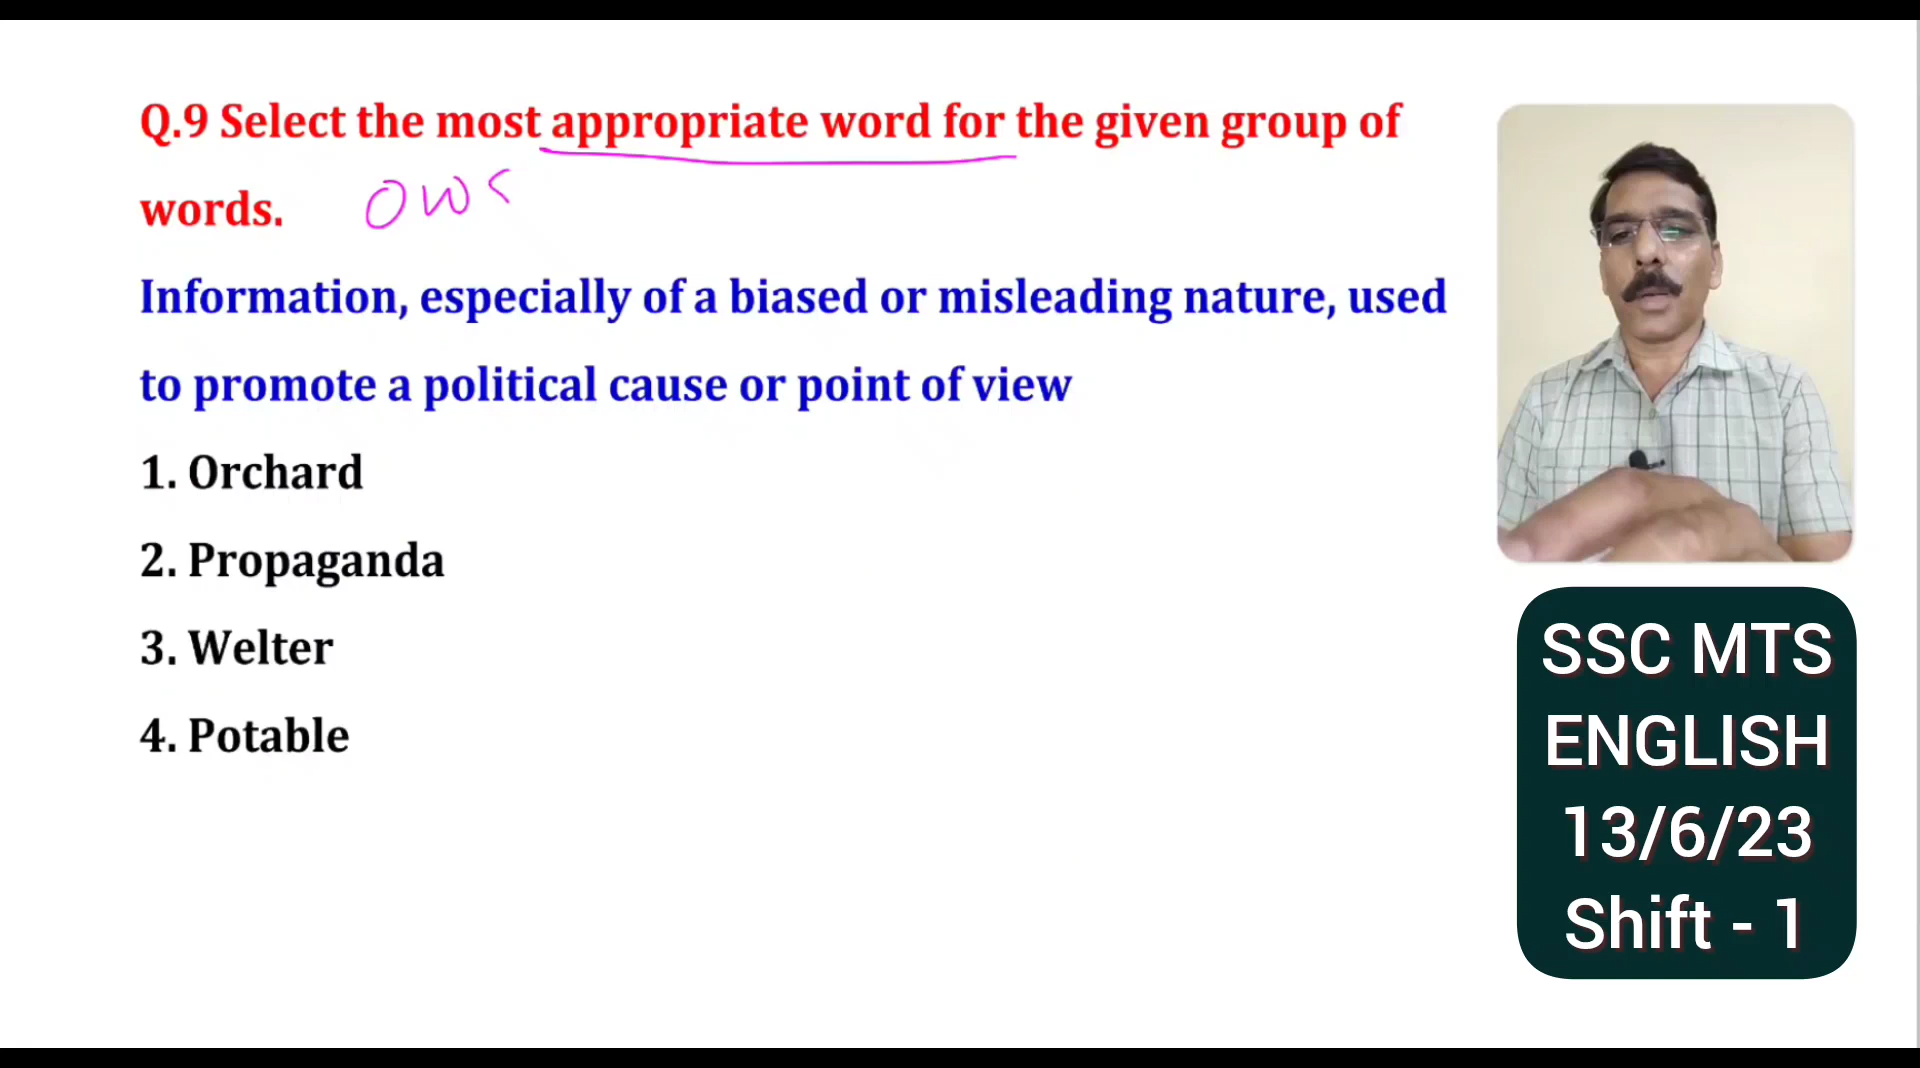 Q.9 Select the most appropriate word for the given group of
words. OWS
Information, especially of a biased or misleading nature, used
to promote a political cause or point of view
1. Orchard
2. Propaganda
3. Welter
4. Potable
SSC MTS
ENGLISH
13/6/23
Shift - 1